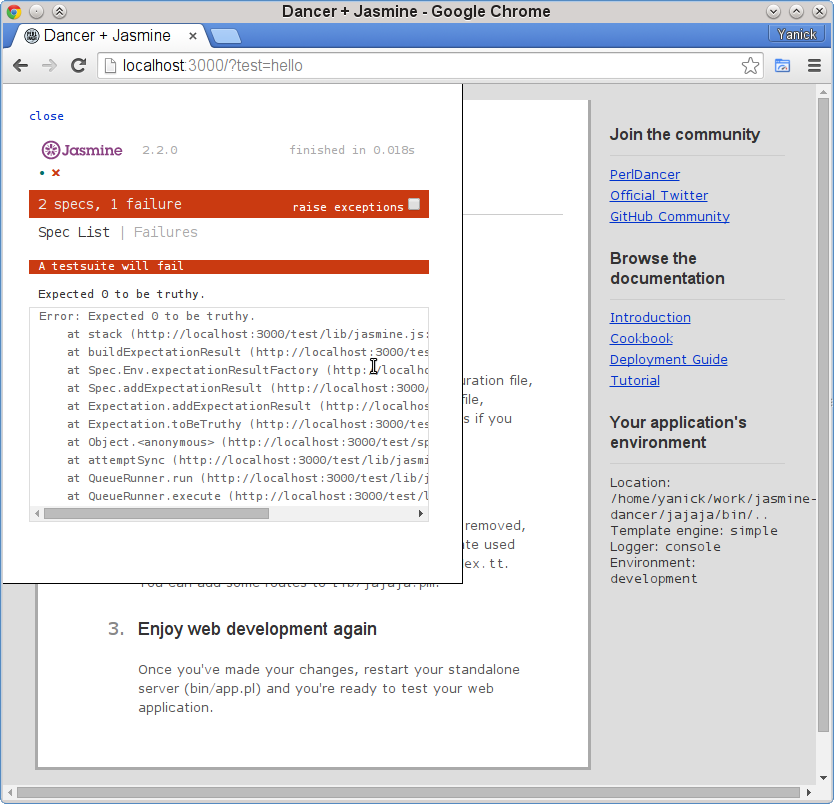 Dancer + Jasmine - Google Chrome
Dancer + Jasmine
Yanick
localhost:3000/?test=hello
close
Jasmine 2.2.0 finished in 0.018s
2 specs, 1 failure raise exceptions
Spec List | Failures
A testsuite will fail
Expected 0 to be truthy.
Error: Expected 0 to be truthy.
at stack (http://localhost:3000/test/lib/jasmine.js:
at buildExpectationResult (http://localhost:3000/tes
at Spec.Env.expectationResultFactory (http://localho
at Spec.addExpectationResult (http://localhost:3000/
at Expectation.addExpectationResult (http://localhos
at Expectation.toBeTruthy (http://localhost:3000/tes
at Object.<anonymous> (http://localhost:3000/test/sp
at attemptSync (http://localhost:3000/test/lib/jasmi
at QueueRunner.run (http://localhost:3000/test/lib/j
at QueueRunner.execute (http://localhost:3000/test/l
uration file,
file,
s if you
removed,
ate used
ex.tt.
You can add some routes to lib/jajaja.pm.
3. Enjoy web development again
Once you've made your changes, restart your standalone
server (bin/app.pl) and you're ready to test your web
application.
Join the community
PerlDancer
Official Twitter
GitHub Community
Browse the
documentation
Introduction
Cookbook
Deployment Guide
Tutorial
Your application's
environment
Location:
/home/yanick/work/jasmine-
dancer/jajaja/bin/..
Template engine: simple
Logger: console
Environment:
development